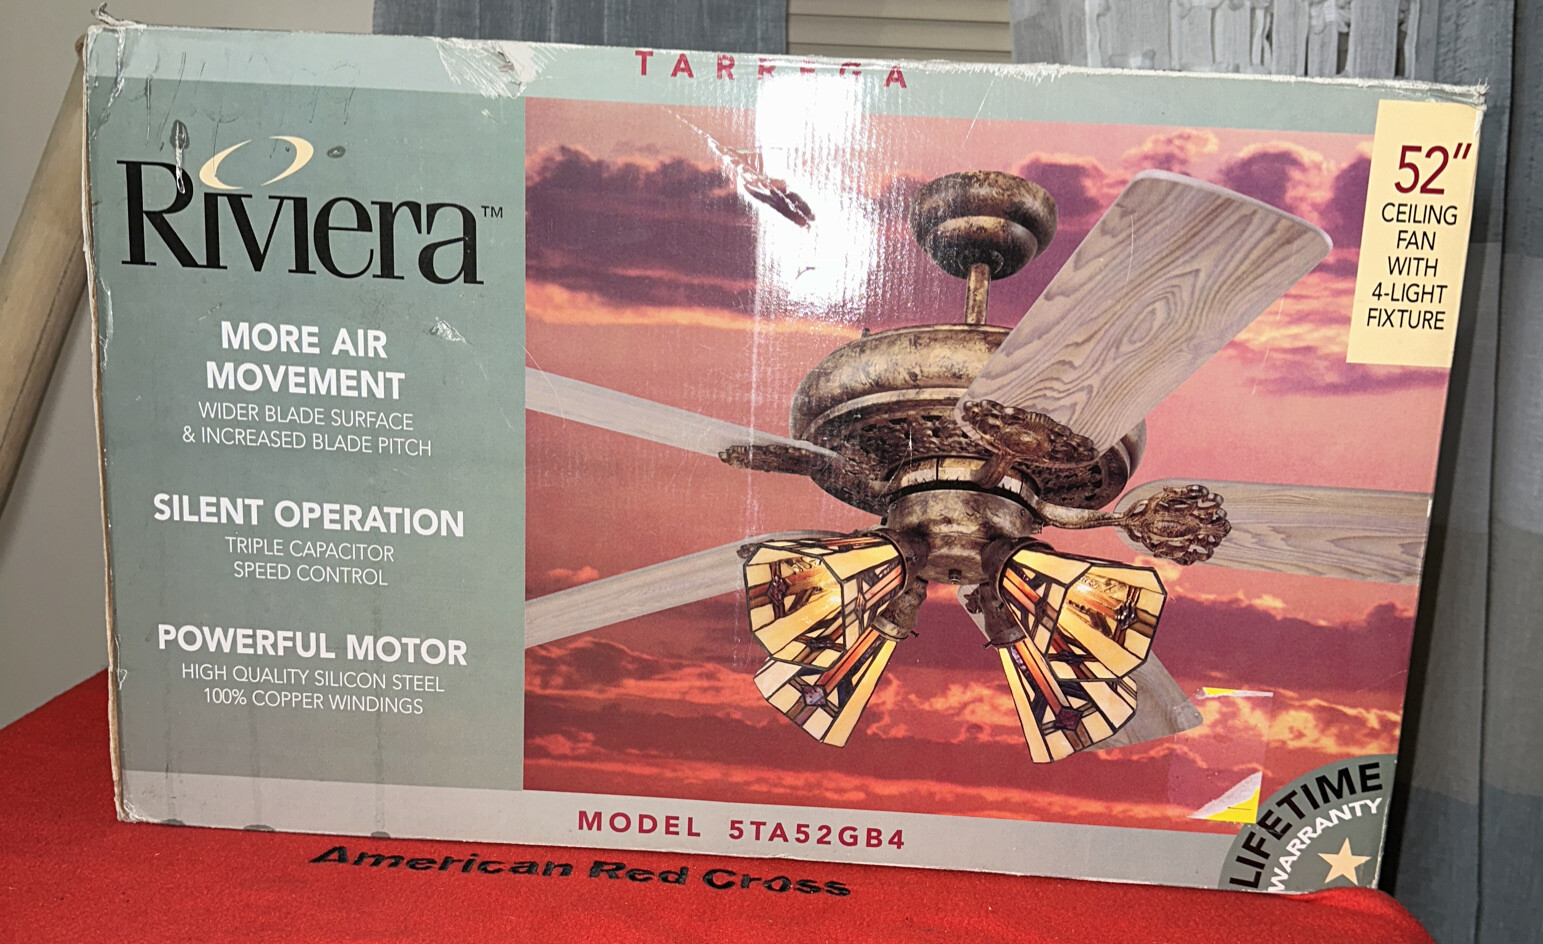 TARREGA
Riviera™
MORE AIR
MOVEMENT
WIDER BLADE SURFACE
& INCREASED BLADE PITCH
SILENT OPERATION
TRIPLE CAPACITOR
SPEED CONTROL
POWERFUL MOTOR
HIGH QUALITY SILICON STEEL
100% COPPER WINDINGS
52"
CEILING
FAN
WITH
4-LIGHT
FIXTURE
MODEL 5TA52GB4
LIFETIME
WARRANTY
American Red Cross